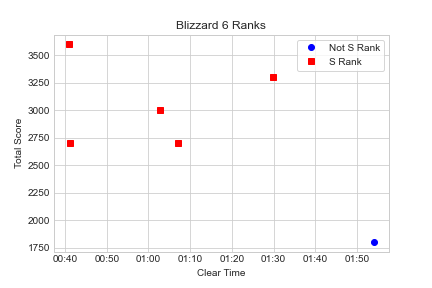 Blizzard 6 Ranks
Not S Rank
S Rank
3500
3250
3000
2750
2500
2250
2000
1750
Total Score
00:40 00:50 01:00 01:10 01:20 01:30 01:40 01:50
Clear Time